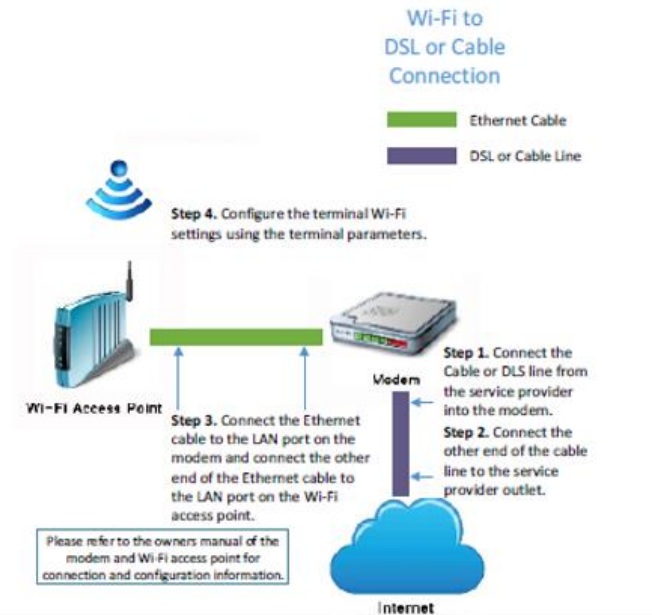 Wi-Fi to
DSL or Cable
Connection
Ethernet Cable
DSL or Cable Line
Step 4. Configure the terminal Wi-Fi
settings using the terminal parameters.
Wi-Fi Access Point
Modem
Step 1. Connect the
Cable or DLS line from
the service provider
into the modem.
Step 2. Connect the
other end of the cable
line to the service
provider outlet.
Step 3. Connect the Ethernet
cable to the LAN port on the
modem and connect the other
end of the Ethernet cable to
the LAN port on the Wi-Fi
access point.
Please refer to the owners manual of the
modem and Wi-Fi access point for
connection and configuration information.
Internet